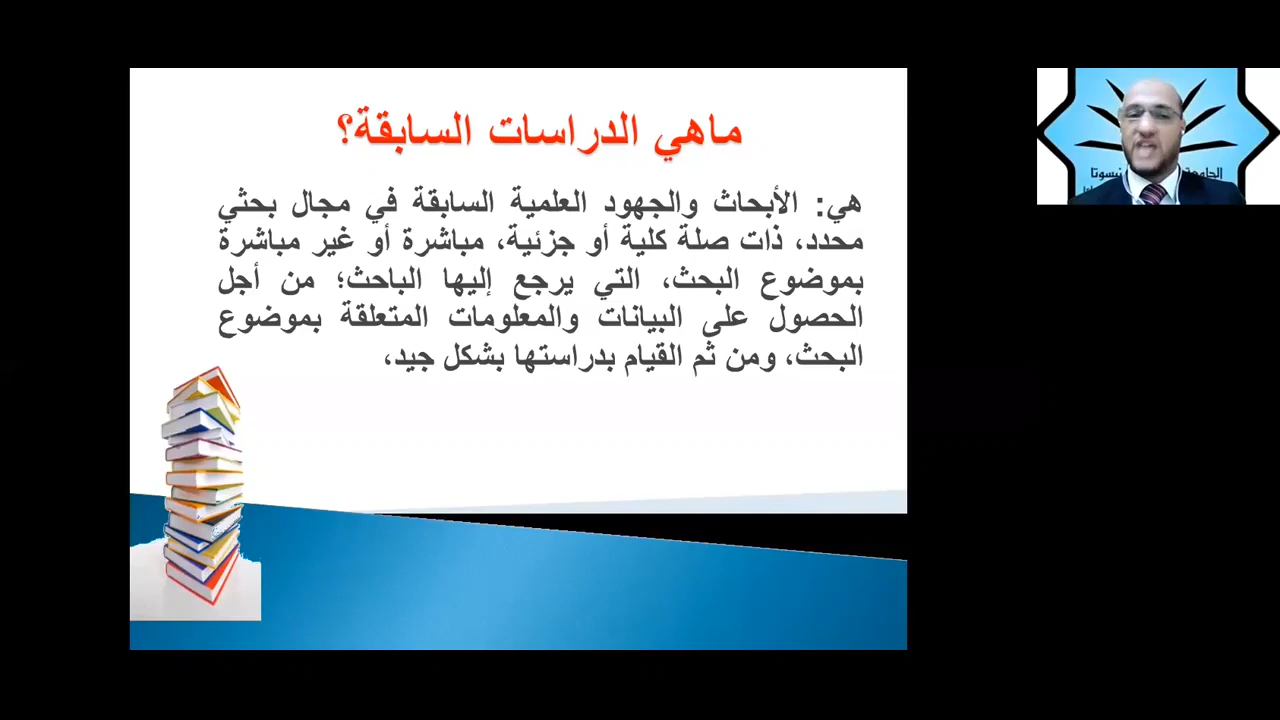 ماهي الدراسات السابقة؟
هي: الأبحاث والجهود العلمية السابقة في مجال بحثي
محدد، ذات صلة كلية أو جزئية، مباشرة أو غير مباشرة
بموضوع البحث، التي يرجع إليها الباحث؛ من أجل
الحصول على البيانات والمعلومات المتعلقة بموضوع
البحث، ومن ثم القيام بدراستها بشكل جيد،